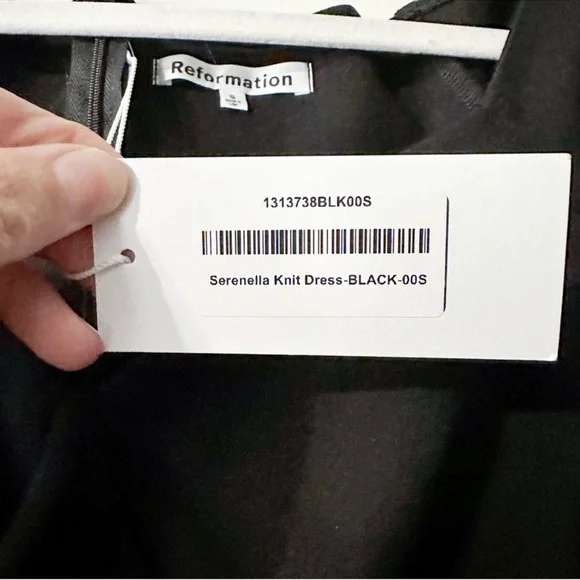 Reformation
S
1313738BLK00S
Serenella Knit Dress-BLACK-00S